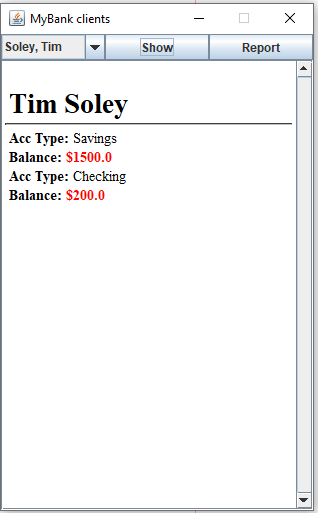 MyBank clients
Soley, Tim Show Report
Tim Soley
Acc Type: Savings
Balance: $1500.0
Acc Type: Checking
Balance: $200.0